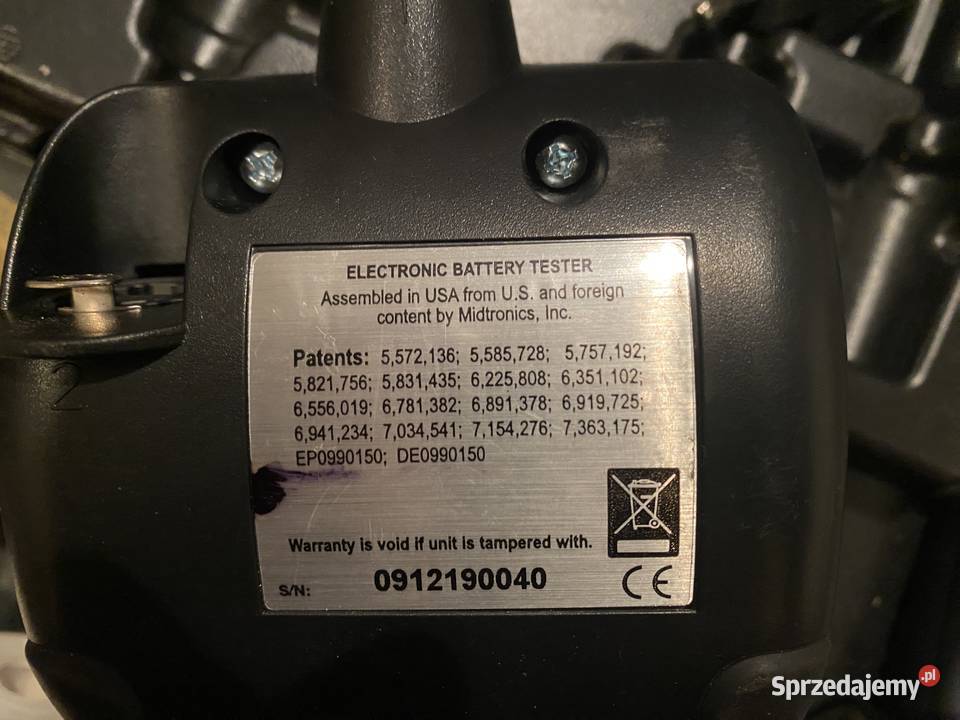 ELECTRONIC BATTERY TESTER
Assembled in USA from U.S. and foreign
content by Midtronics, Inc.
Patents: 5,572,136; 5,585,728; 5,757,192;
5,821,756; 5,831,435; 6,225,808; 6,351,102;
6,556,019; 6,781,382; 6,891,378; 6,919,725;
6,941,234; 7,034,541; 7,154,276; 7,363,175;
EP0990150; DE0990150
Warranty is void if unit is tampered with.
S/N: 0912190040
CE
2
Sprzedajemy.pl